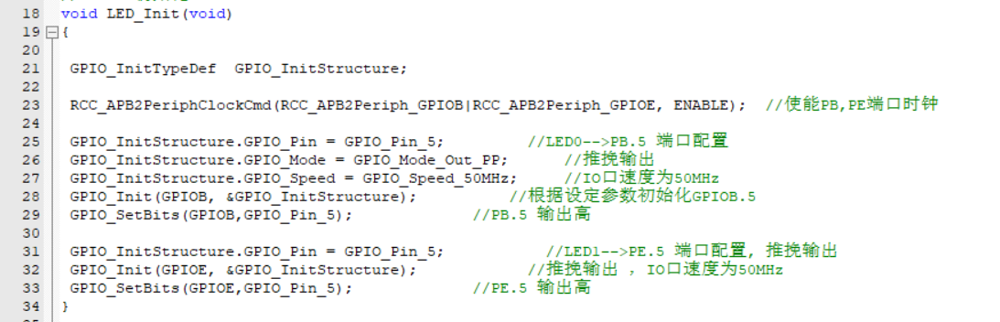 18 void LED_Init(void)
19 {
20
21 GPIO_InitTypeDef  GPIO_InitStructure;
22
23 RCC_APB2PeriphClockCmd(RCC_APB2Periph_GPIOB|RCC_APB2Periph_GPIOE, ENABLE);  //使能PB,PE端口时钟
24
25 GPIO_InitStructure.GPIO_Pin = GPIO_Pin_5;         //LED0-->PB.5 端口配置
26 GPIO_InitStructure.GPIO_Mode = GPIO_Mode_Out_PP;      //推挽输出
27 GPIO_InitStructure.GPIO_Speed = GPIO_Speed_50MHz;     //IO口速度为50MHz
28 GPIO_Init(GPIOB, &GPIO_InitStructure);          //根据设定参数初始化GPIOB.5
29 GPIO_SetBits(GPIOB,GPIO_Pin_5);             //PB.5 输出高
30
31 GPIO_InitStructure.GPIO_Pin = GPIO_Pin_5;           //LED1-->PE.5 端口配置, 推挽输出
32 GPIO_Init(GPIOE, &GPIO_InitStructure);            //推挽输出 ，IO口速度为50MHz
33 GPIO_SetBits(GPIOE,GPIO_Pin_5);             //PE.5 输出高
34 }